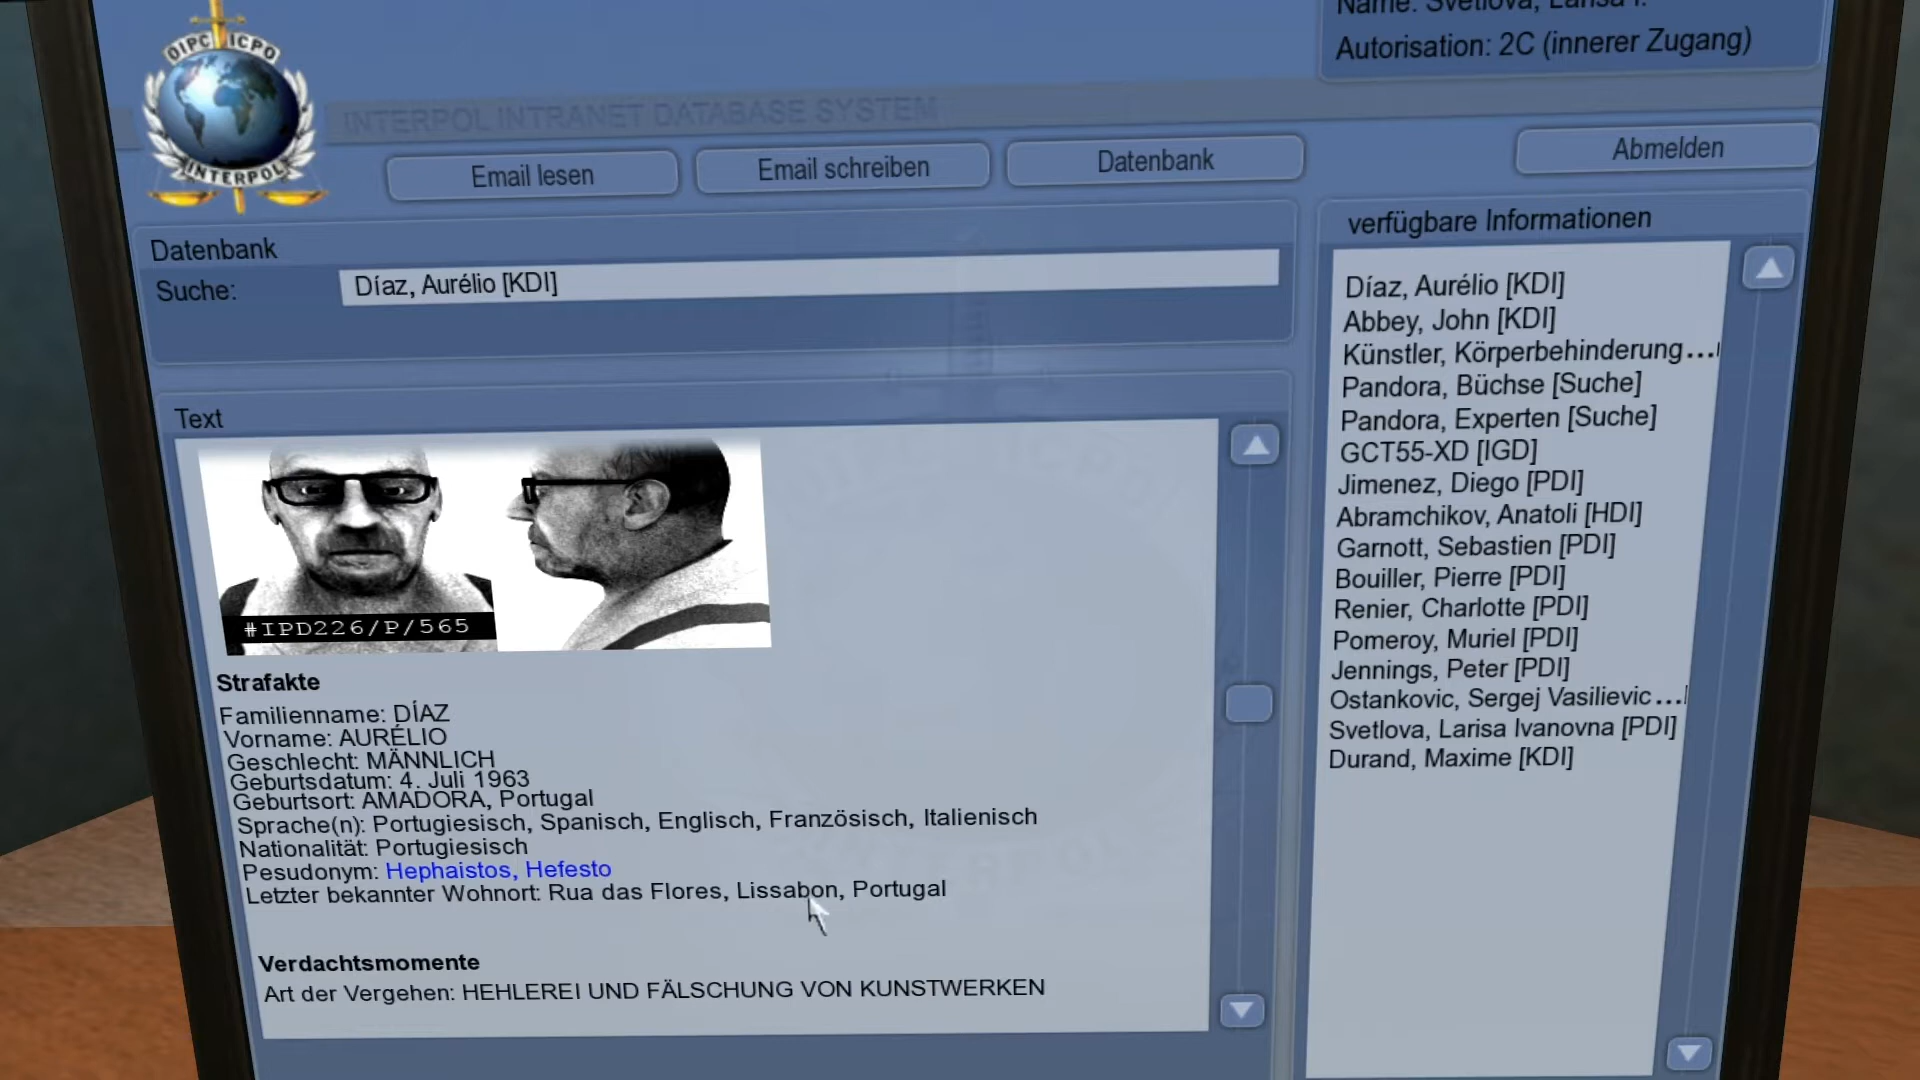 Name: Svetlova, Larisa I.
Autorisation: 2C (innerer Zugang)
OIPC ICPO
INTERPOL
INTERPOL INTRANET DATABASE SYSTEM
Email lesen
Email schreiben
Datenbank
Abmelden
Datenbank
Suche:
Díaz, Aurélio [KDI]
Text
#IPD226/P/565
Strafakte
Familienname: DÍAZ
Vorname: AURÉLIO
Geschlecht: MÄNNLICH
Geburtsdatum: 4. Juli 1963
Geburtsort: AMADORA, Portugal
Sprache(n): Portugiesisch, Spanisch, Englisch, Französisch, Italienisch
Nationalität: Portugiesisch
Pesudonym: Hephaistos, Hefesto
Letzter bekannter Wohnort: Rua das Flores, Lissabon, Portugal
Verdachtsmomente
Art der Vergehen: HEHLEREI UND FÄLSCHUNG VON KUNSTWERKEN
verfügbare Informationen
Díaz, Aurélio [KDI]
Abbey, John [KDI]
Künstler, Körperbehinderung...
Pandora, Büchse [Suche]
Pandora, Experten [Suche]
GCT55-XD [IGD]
Jimenez, Diego [PDI]
Abramchikov, Anatoli [HDI]
Garnott, Sebastien [PDI]
Bouiller, Pierre [PDI]
Renier, Charlotte [PDI]
Pomeroy, Muriel [PDI]
Jennings, Peter [PDI]
Ostankovic, Sergej Vasilievic...
Svetlova, Larisa Ivanovna [PDI]
Durand, Maxime [KDI]